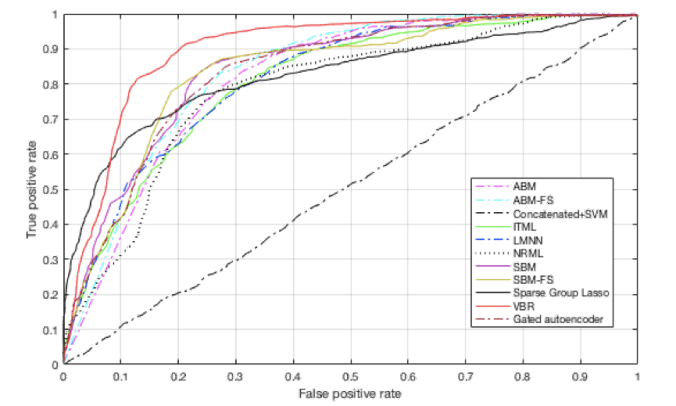 1
0.9
0.8
0.7
0.6
0.5
0.4
0.3
0.2
0.1
0
True positive rate
0 0.1 0.2 0.3 0.4 0.5 0.6 0.7 0.8 0.9 1
False positive rate
ABM
ABM-FS
Concatenated+SVM
ITML
LMNN
NRML
SBM
SBM-FS
Sparse Group Lasso
VBR
Gated autoencoder